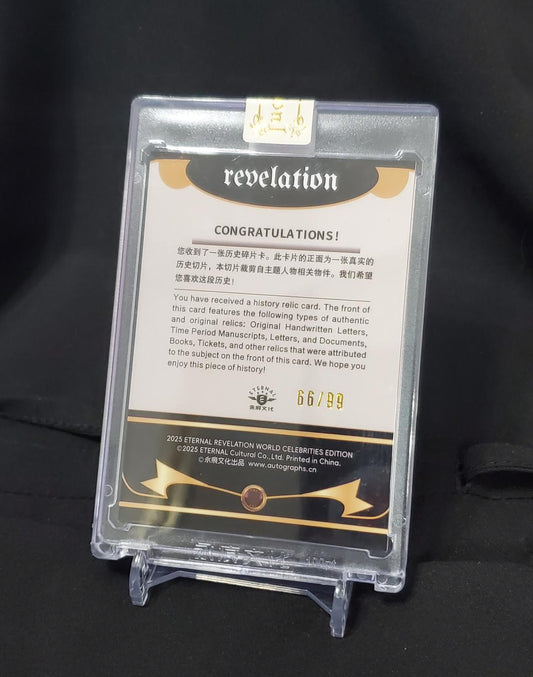 revelation
CONGRATULATIONS!
您收到了一张历史碎片卡。此卡片的正面为一张真实的
历史切片，本切片裁剪自主题人物相关物件。我们希望
您喜欢这段历史！
You have received a history relic card. The front of
this card features the following types of authentic
and original relics: Original Handwritten Letters,
Time Period Manuscripts, Letters, and Documents,
Books, Tickets, and other relics that were attributed
to the subject on the front of this card. We hope you
enjoy this piece of history!
ETERNAL
E
永宸文化
66/99
2025 ETERNAL REVELATION WORLD CELEBRITIES EDITION
©2025 ETERNAL Cultural Co., Ltd. Printed in China.
©永宸文化出品 www.autographs.cn